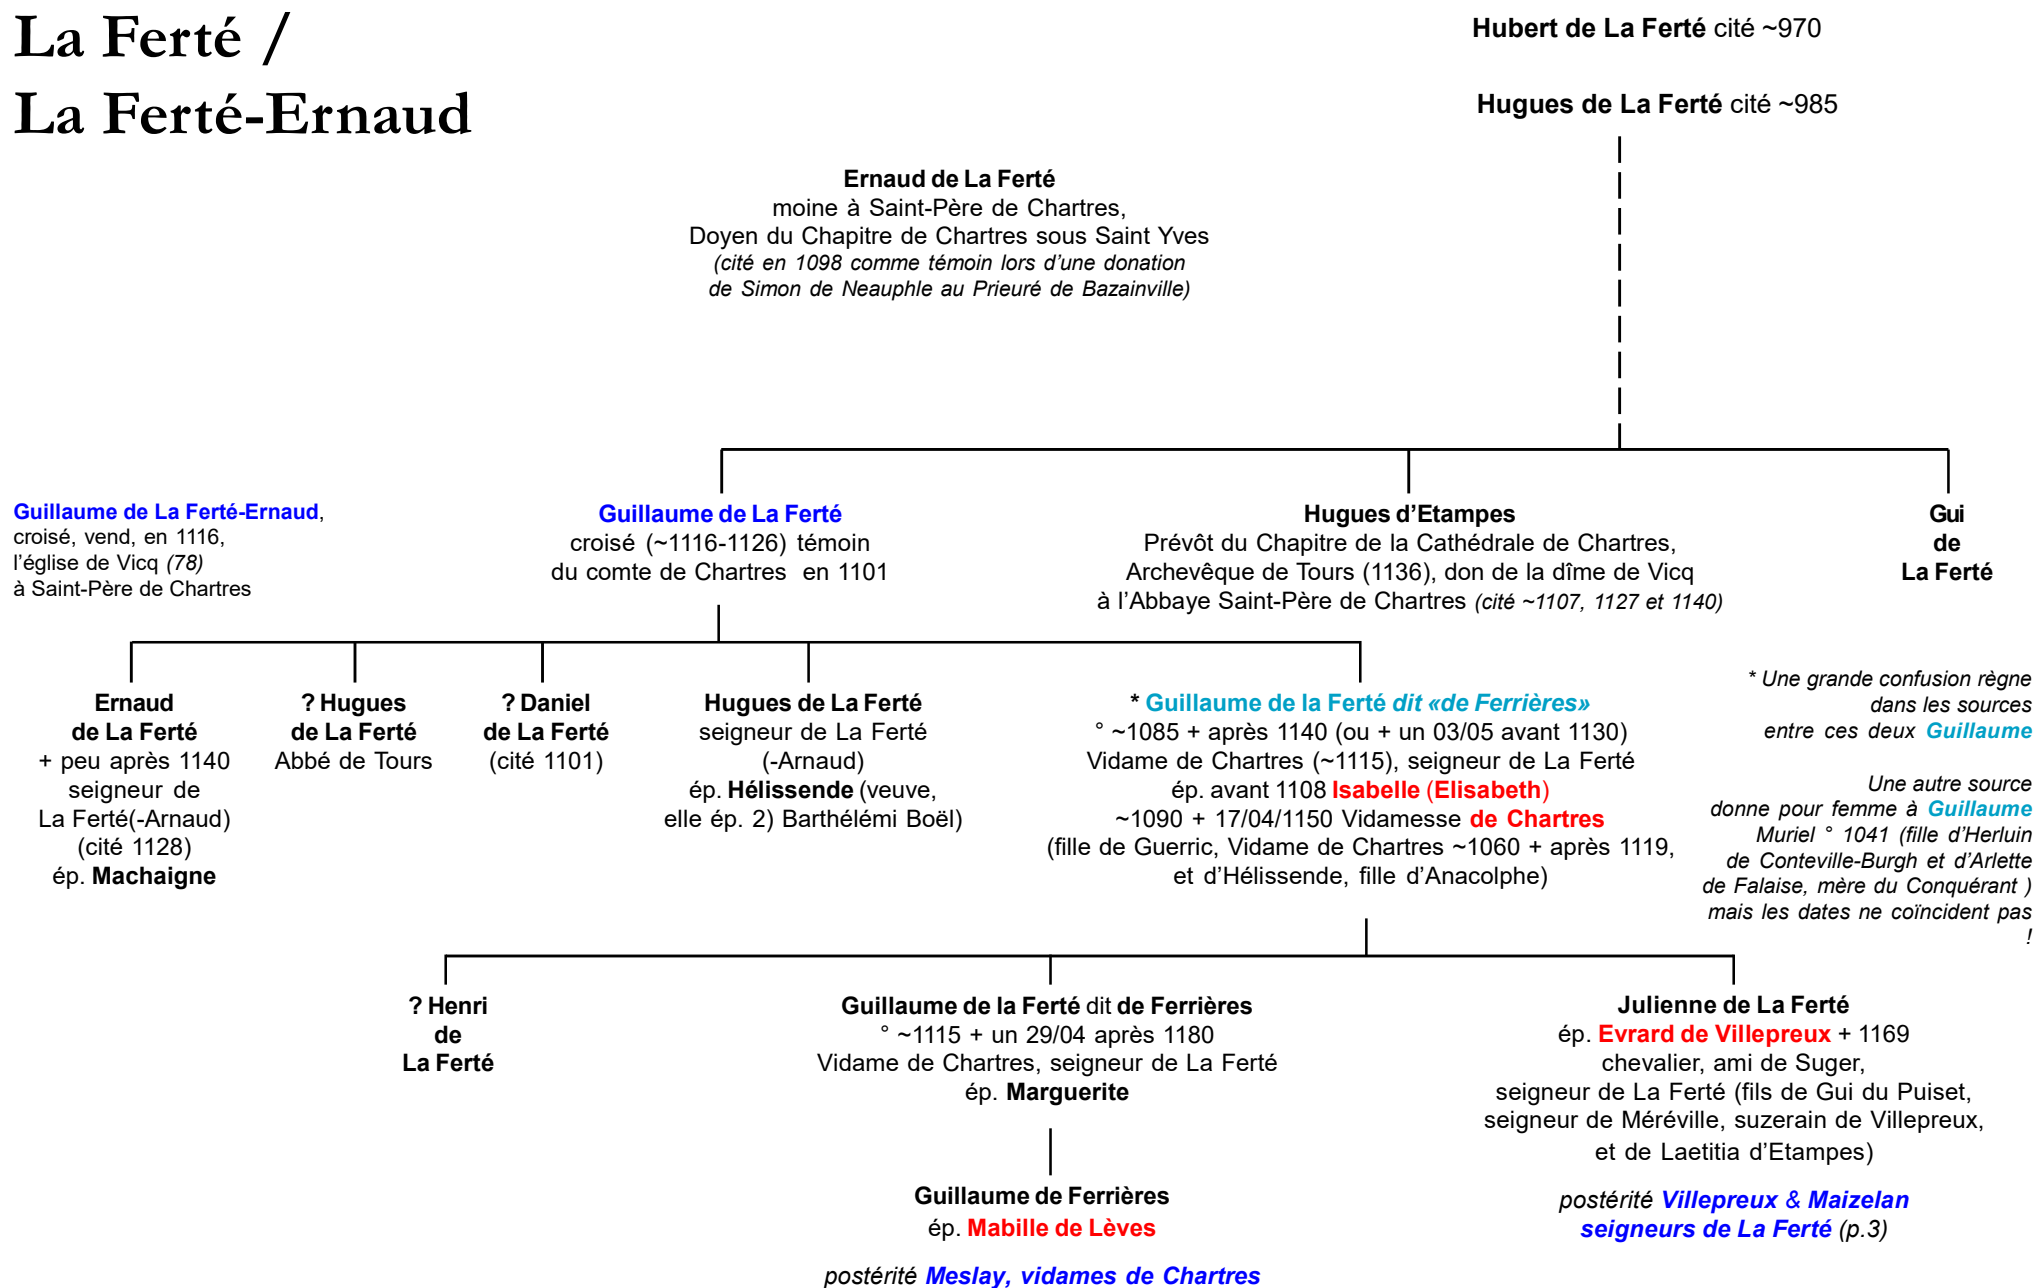 La Ferté /
La Ferté-Ernaud
Hubert de La Ferté cité ~970
Hugues de La Ferté cité ~985
Ernaud de La Ferté
moine à Saint-Père de Chartres,
Doyen du Chapitre de Chartres sous Saint Yves
(cité en 1098 comme témoin lors d’une donation
de Simon de Neauphle au Prieuré de Bazainville)
Guillaume de La Ferté-Ernaud,
croisé, vend, en 1116,
l’église de Vicq (78)
à Saint-Père de Chartres
Guillaume de La Ferté
croisé (~1116-1126) témoin
du comte de Chartres en 1101
Hugues d’Etampes
Prévôt du Chapitre de la Cathédrale de Chartres,
Archevêque de Tours (1136), don de la dîme de Vicq
à l’Abbaye Saint-Père de Chartres (cité ~1107, 1127 et 1140)
Gui
de
La Ferté
Ernaud
de La Ferté
+ peu après 1140
seigneur de
La Ferté(-Arnaud)
(cité 1128)
ép. Machaigne
? Hugues
de La Ferté
Abbé de Tours
? Daniel
de La Ferté
(cité 1101)
Hugues de La Ferté
seigneur de La Ferté
(-Arnaud)
ép. Hélissende (veuve,
elle ép. 2) Barthélémi Boël)
* Guillaume de la Ferté dit «de Ferrières»
° ~1085 + après 1140 (ou + un 03/05 avant 1130)
Vidame de Chartres (~1115), seigneur de La Ferté
ép. avant 1108 Isabelle (Elisabeth)
~1090 + 17/04/1150 Vidamesse de Chartres
(fille de Guerric, Vidame de Chartres ~1060 + après 1119,
et d’Hélissende, fille d’Anacolphe)
* Une grande confusion règne
dans les sources
entre ces deux Guillaume
Une autre source
donne pour femme à Guillaume
Muriel ° 1041 (fille d’Herluin
de Conteville-Burgh et d’Arlette
de Falaise, mère du Conquérant )
mais les dates ne coïncident pas
!
? Henri
de
La Ferté
Guillaume de la Ferté dit de Ferrières
° ~1115 + un 29/04 après 1180
Vidame de Chartres, seigneur de La Ferté
ép. Marguerite
Julienne de La Ferté
ép. Evrard de Villepreux + 1169
chevalier, ami de Suger,
seigneur de La Ferté (fils de Gui du Puiset,
seigneur de Méréville, suzerain de Villepreux,
et de Laetitia d’Etampes)
Guillaume de Ferrières
ép. Mabille de Lèves
postérité Villepreux & Maizelan
seigneurs de La Ferté (p.3)
postérité Meslay, vidames de Chartres